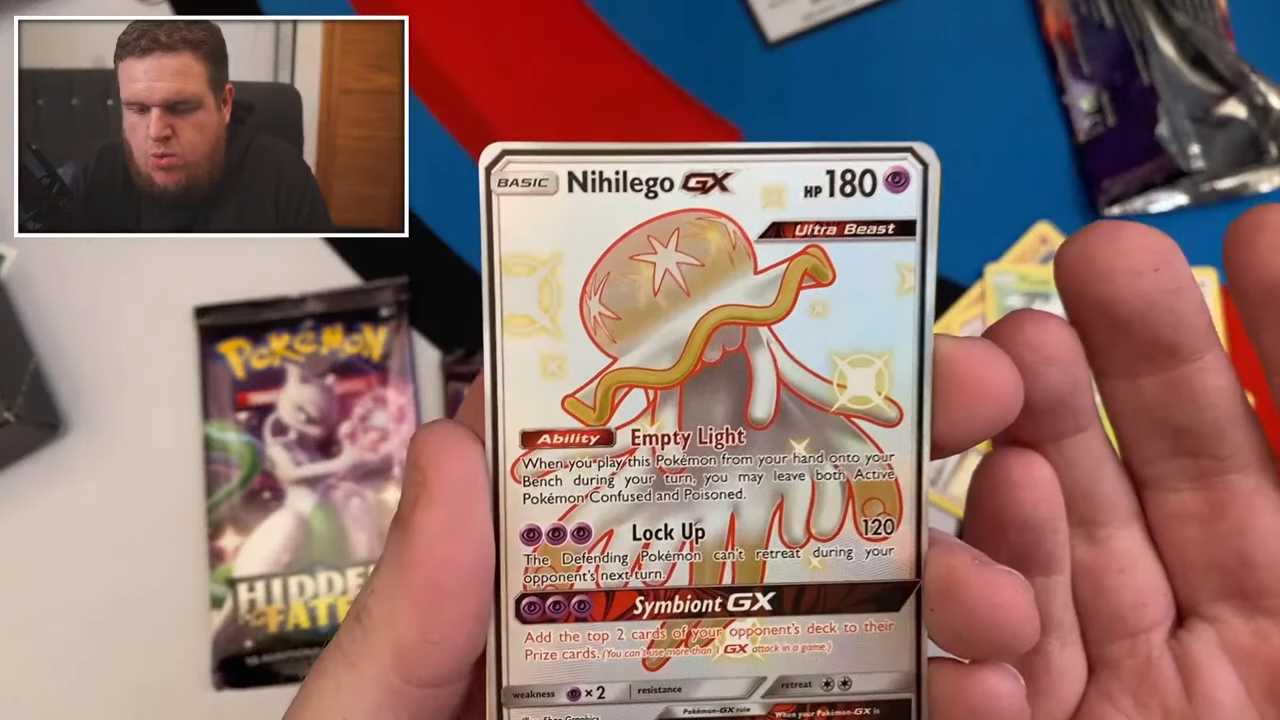 BASIC Nihilego GX HP 180
Ultra Beast
Ability Empty Light
When you play this Pokémon from your hand onto your
Bench during your turn, you may leave both Active
Pokémon Confused and Poisoned.
Lock Up 120
The Defending Pokémon can't retreat during your
opponent's next turn.
Symbiont GX
Add the top 2 cards of your opponent's deck to their
Prize cards. (You can't use more than 1 GX attack in a game.)
weakness ×2 resistance retreat
Pokémon-GX rule When your Pokémon-GX is
Pokémon
HIDDE
FATE